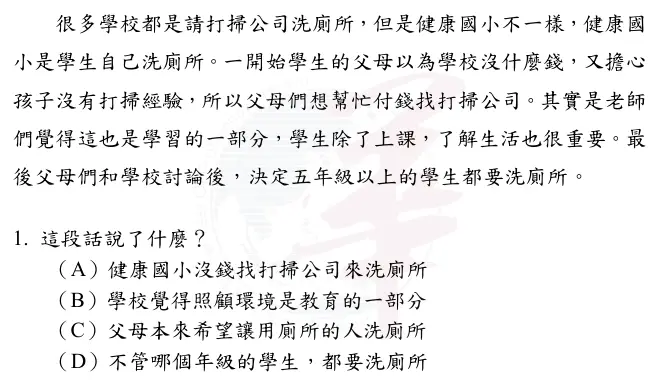 很多學校都是請打掃公司洗廁所，但是健康國小不一樣，健康國
小是學生自己洗廁所。一開始學生的父母以為學校沒什麼錢，又擔心
孩子沒有打掃經驗，所以父母們想幫忙付錢找打掃公司。其實是老師
們覺得這也是學習的一部分，學生除了上課，了解生活也很重要。最
後父母們和學校討論後，決定五年級以上的學生都要洗廁所。
1. 這段話說了什麼？
（A）健康國小沒錢找打掃公司來洗廁所
（B）學校覺得照顧環境是教育的一部分
（C）父母本來希望讓用廁所的人洗廁所
（D）不管哪個年級的學生，都要洗廁所